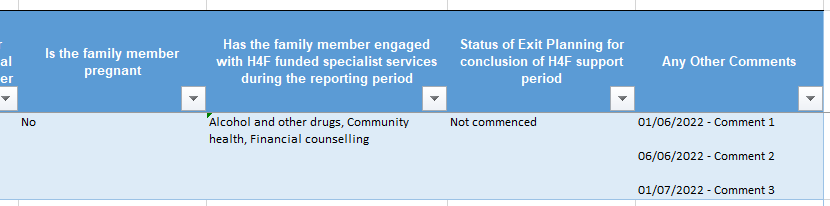 al
er
Is the family member
pregnant
Has the family member engaged
with H4F funded specialist services
during the reporting period
Status of Exit Planning for
conclusion of H4F support
period
Any Other Comments
No
Alcohol and other drugs, Community
health, Financial counselling
Not commenced
01/06/2022 - Comment 1
06/06/2022 - Comment 2
01/07/2022 - Comment 3